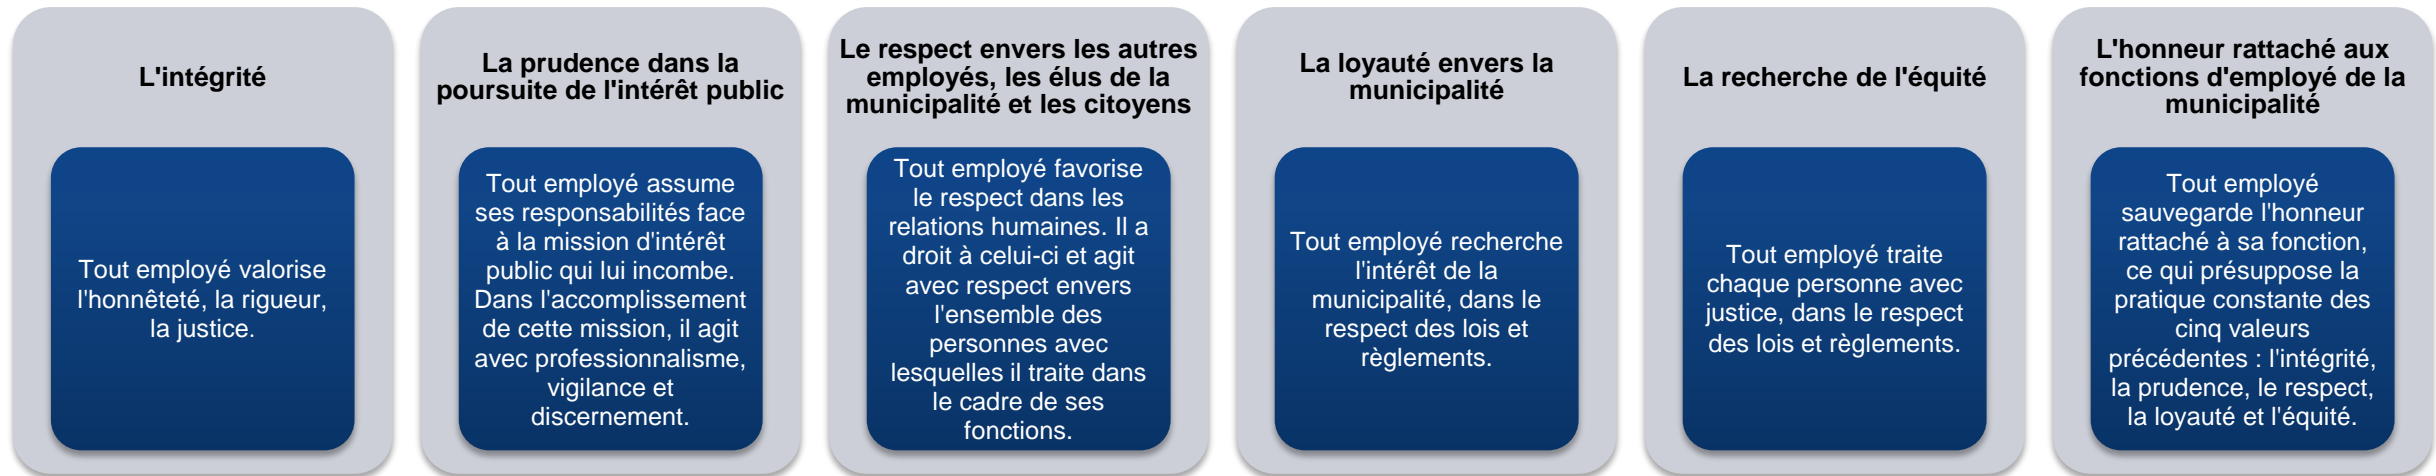 L'intégrité
Tout employé valorise
l'honnêteté, la rigueur,
la justice.
La prudence dans la
poursuite de l'intérêt public
Tout employé assume
ses responsabilités face
à la mission d'intérêt
public qui lui incombe.
Dans l'accomplissement
de cette mission, il agit
avec professionnalisme,
vigilance et
discernement.
Le respect envers les autres
employés, les élus de la
municipalité et les citoyens
Tout employé favorise
le respect dans les
relations humaines. Il a
droit à celui-ci et agit
avec respect envers
l'ensemble des
personnes avec
lesquelles il traite dans
le cadre de ses
fonctions.
La loyauté envers la
municipalité
Tout employé recherche
l'intérêt de la
municipalité, dans le
respect des lois et
règlements.
La recherche de l'équité
Tout employé traite
chaque personne avec
justice, dans le respect
des lois et règlements.
L'honneur rattaché aux
fonctions d'employé de la
municipalité
Tout employé
sauvegarde l'honneur
rattaché à sa fonction,
ce qui présuppose la
pratique constante des
cinq valeurs
précédentes : l'intégrité,
la prudence, le respect,
la loyauté et l'équité.